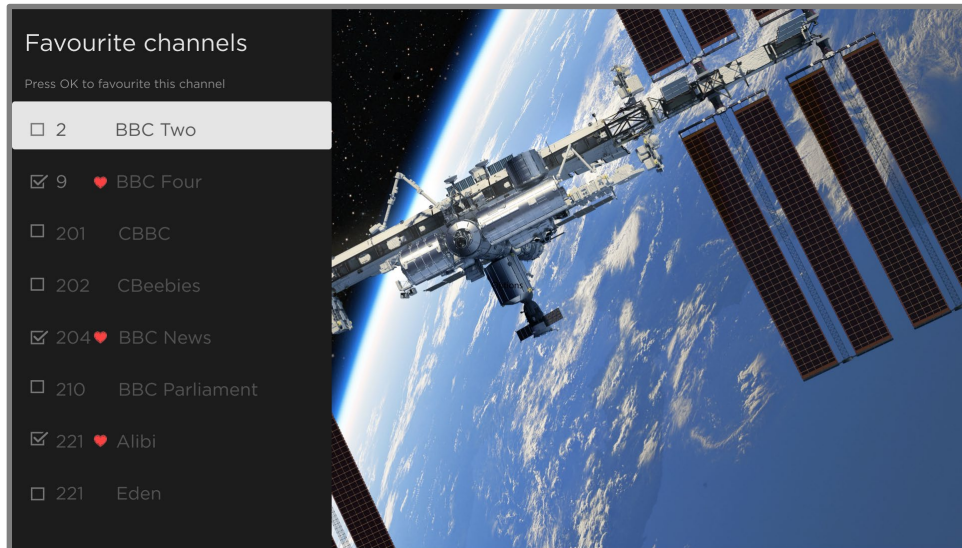 Favourite channels
Press OK to favourite this channel
2 BBC Two
9 BBC Four
201 CBBC
202 CBeebies
204 BBC News
210 BBC Parliament
221 Alibi
221 Eden